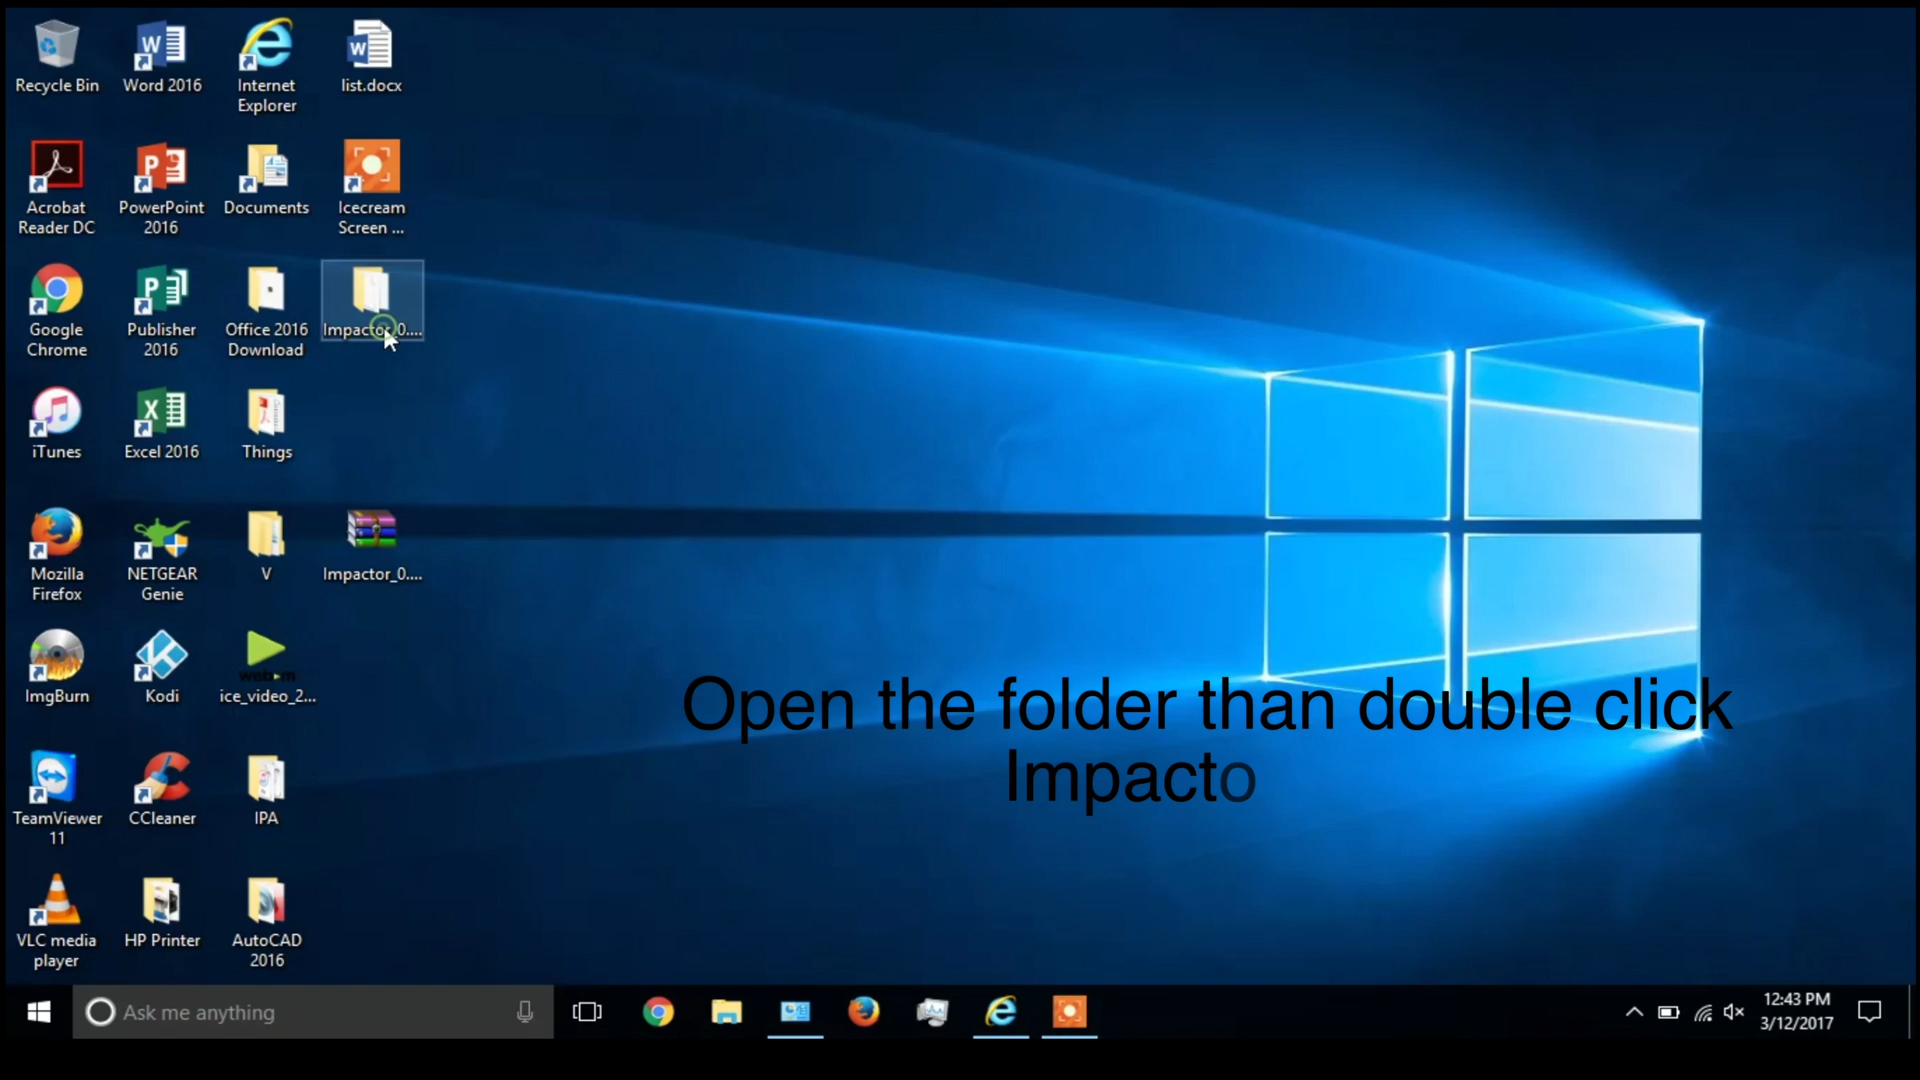 Recycle Bin
Word 2016
Internet
Explorer
list.docx
Acrobat
Reader DC
PowerPoint
2016
Documents
Icecream
Screen ...
Google
Chrome
Publisher
2016
Office 2016
Download
Impactor_0....
iTunes
Excel 2016
Things
Mozilla
Firefox
NETGEAR
Genie
V
Impactor_0....
ImgBurn
Kodi
webm
ice_video_2...
Open the folder than double click
Impacto
TeamViewer
11
CCleaner
IPA
VLC media
player
HP Printer
AutoCAD
2016
Ask me anything
12:43 PM
3/12/2017